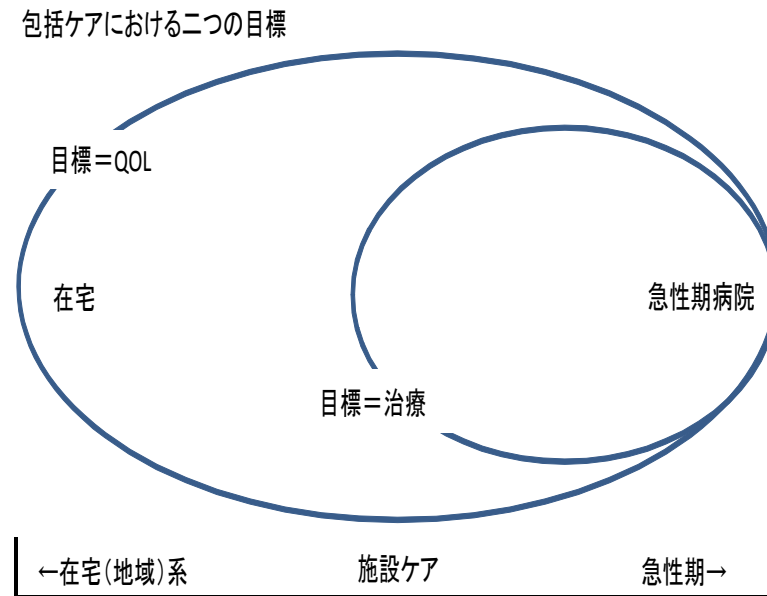 包括ケアにおける二つの目標
目標＝QOL
在宅
急性期病院
目標＝治療
←在宅(地域)系
施設ケア
急性期→